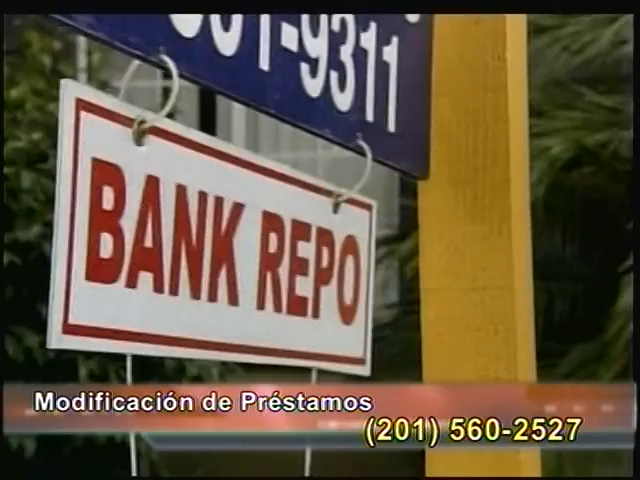 -9311
BANK REPO
Modificación de Préstamos
(201) 560-2527